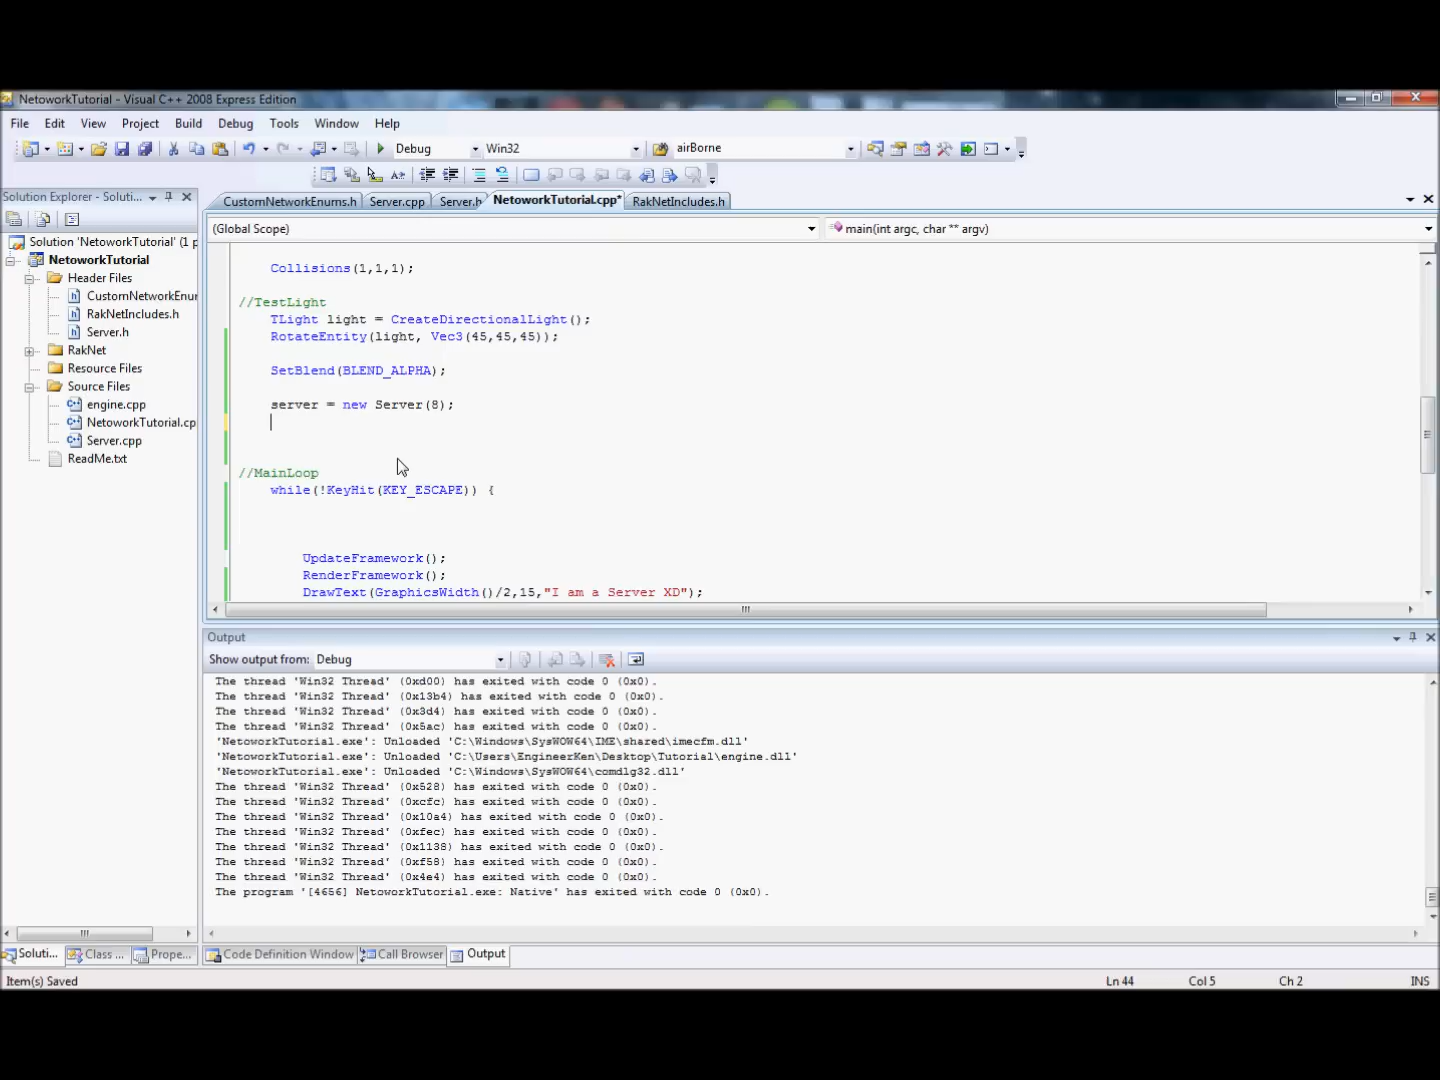 NetoworkTutorial - Visual C++ 2008 Express Edition
File Edit View Project Build Debug Tools Window Help
Debug Win32 airBorne
Solution Explorer - Soluti...
CustomNetworkEnums.h Server.cpp Server.h NetoworkTutorial.cpp* RakNetIncludes.h
(Global Scope) main(int argc, char ** argv)
Solution 'NetoworkTutorial' (1 p
NetoworkTutorial
Header Files
CustomNetworkEnu
RakNetIncludes.h
Server.h
RakNet
Resource Files
Source Files
engine.cpp
NetoworkTutorial.cp
Server.cpp
ReadMe.txt
Collisions(1,1,1);
//TestLight
TLight light = CreateDirectionalLight();
RotateEntity(light, Vec3(45,45,45));
SetBlend(BLEND_ALPHA);
server = new Server(8);
//MainLoop
while(!KeyHit(KEY_ESCAPE)) {
UpdateFramework();
RenderFramework();
DrawText(GraphicsWidth()/2,15,"I am a Server XD");
Output
Show output from: Debug
The thread 'Win32 Thread' (0xd00) has exited with code 0 (0x0).
The thread 'Win32 Thread' (0x13b4) has exited with code 0 (0x0).
The thread 'Win32 Thread' (0x3d4) has exited with code 0 (0x0).
The thread 'Win32 Thread' (0x5ac) has exited with code 0 (0x0).
'NetoworkTutorial.exe': Unloaded 'C:\Windows\SysWOW64\IME\shared\imecfm.dll'
'NetoworkTutorial.exe': Unloaded 'C:\Users\EngineerKen\Desktop\Tutorial\engine.dll'
'NetoworkTutorial.exe': Unloaded 'C:\Windows\SysWOW64\comdlg32.dll'
The thread 'Win32 Thread' (0x528) has exited with code 0 (0x0).
The thread 'Win32 Thread' (0xcfc) has exited with code 0 (0x0).
The thread 'Win32 Thread' (0x10a4) has exited with code 0 (0x0).
The thread 'Win32 Thread' (0xfec) has exited with code 0 (0x0).
The thread 'Win32 Thread' (0x1138) has exited with code 0 (0x0).
The thread 'Win32 Thread' (0xf58) has exited with code 0 (0x0).
The thread 'Win32 Thread' (0x4e4) has exited with code 0 (0x0).
The program '[4656] NetoworkTutorial.exe: Native' has exited with code 0 (0x0).
Soluti... Class ... Prope... Code Definition Window Call Browser Output
Item(s) Saved Ln 44 Col 5 Ch 2 INS